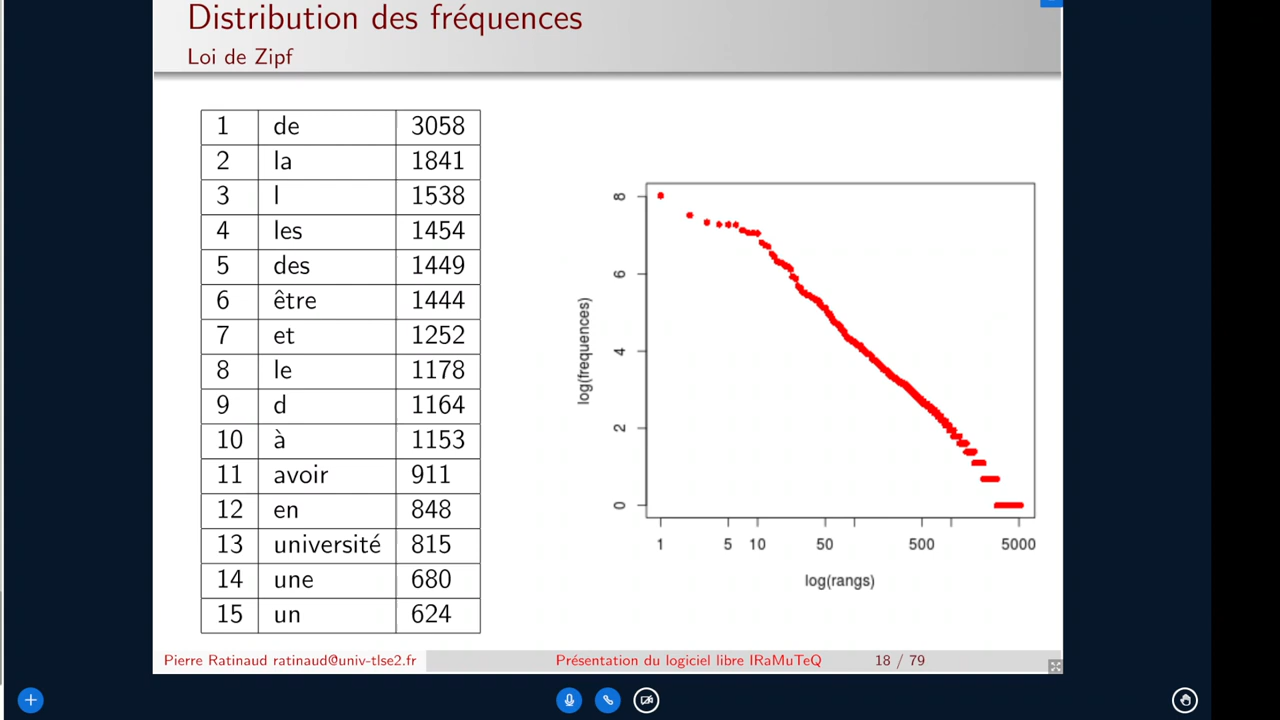 Distribution des fréquences
Loi de Zipf
1 de 3058
2 la 1841
3 l 1538
4 les 1454
5 des 1449
6 être 1444
7 et 1252
8 le 1178
9 d 1164
10 à 1153
11 avoir 911
12 en 848
13 université 815
14 une 680
15 un 624
8
6
4
2
0
log(frequences)
1 5 10 50 500 5000
log(rangs)
Pierre Ratinaud ratinaud@univ-tlse2.fr Présentation du logiciel libre IRaMuTeQ 18 / 79